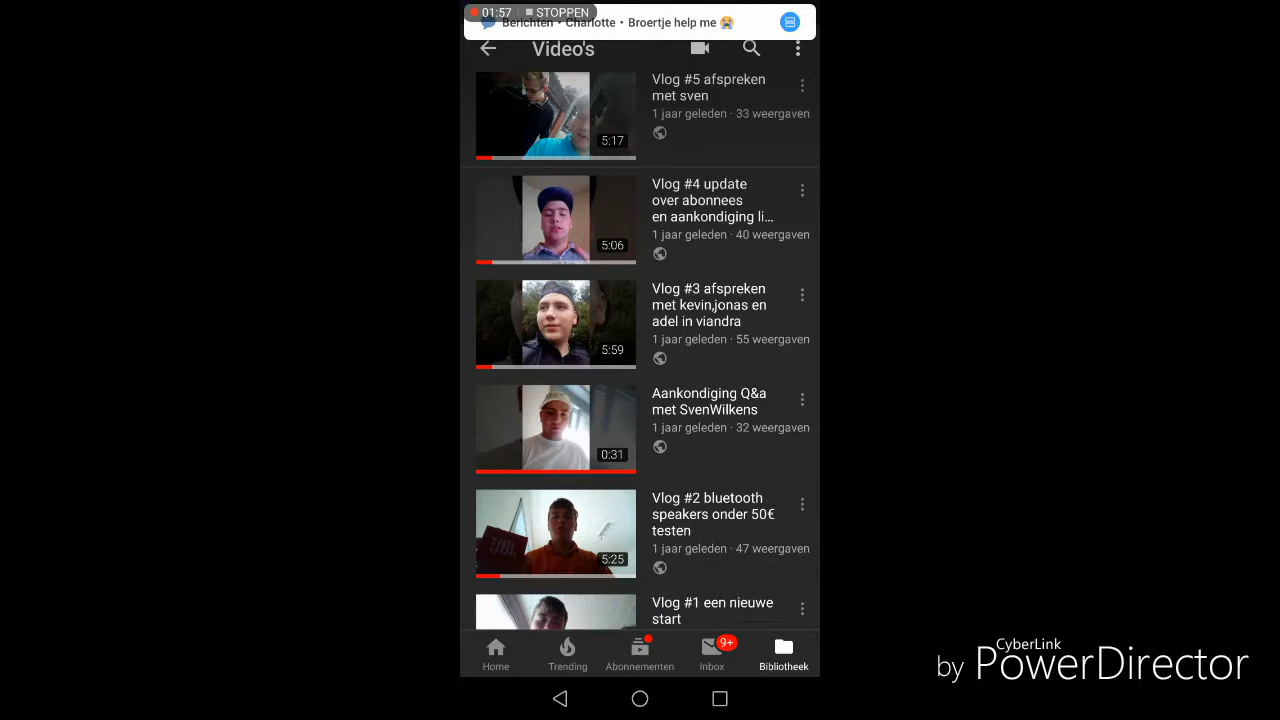 01:57 STOPPEN
Berichten • Charlotte • Broertje help me 😭
Video's
Vlog #5 afspreken
met sven
1 jaar geleden · 33 weergaven
5:17
Vlog #4 update
over abonnees
en aankondiging li...
1 jaar geleden · 40 weergaven
5:06
Vlog #3 afspreken
met kevin,jonas en
adel in viandra
1 jaar geleden · 55 weergaven
5:59
Aankondiging Q&a
met SvenWilkens
1 jaar geleden · 32 weergaven
0:31
Vlog #2 bluetooth
speakers onder 50€
testen
1 jaar geleden · 47 weergaven
JBL
5:25
Vlog #1 een nieuwe
start
9+
Home Trending Abonnementen Inbox Bibliotheek
CyberLink
by PowerDirector